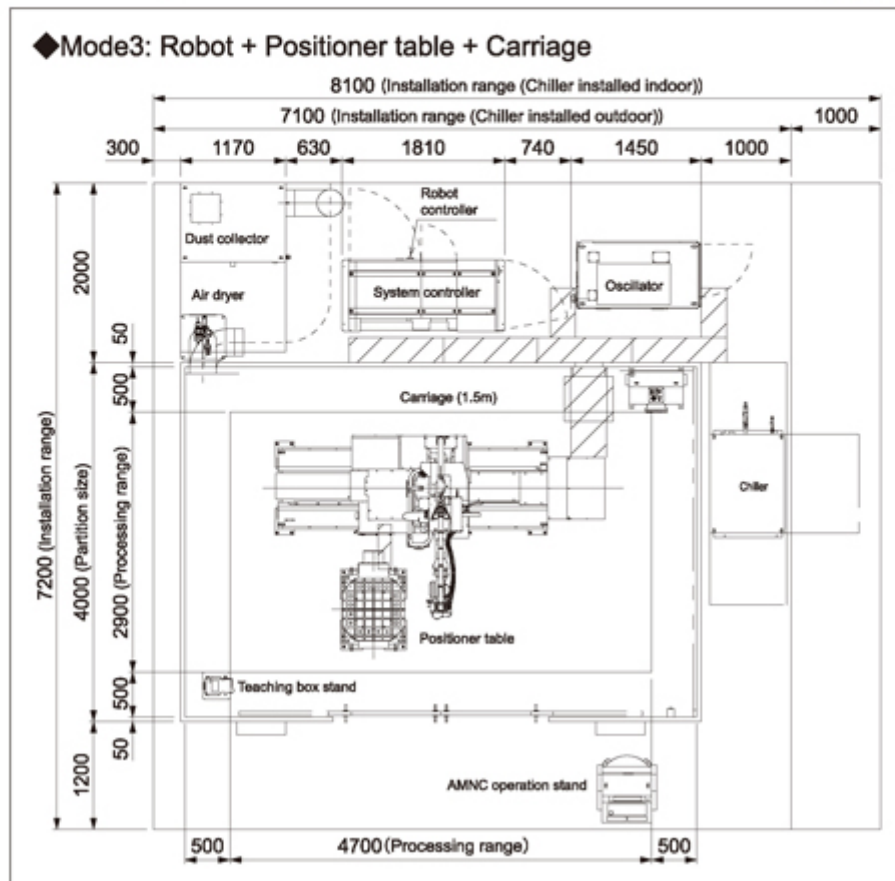 ◆Mode3: Robot + Positioner table + Carriage
8100 (Installation range (Chiller installed indoor))
7100 (Installation range (Chiller installed outdoor))
1000
300
1170
630
1810
740
1450
1000
Robot
controller
Dust collector
2000
Air dryer
System controller
Oscillator
50
500
Carriage (1.5m)
7200 (Installation range)
4000 (Partition size)
2900 (Processing range)
Chiller
Positioner table
500
Teaching box stand
50
1200
AMNC operation stand
500
4700 (Processing range)
500